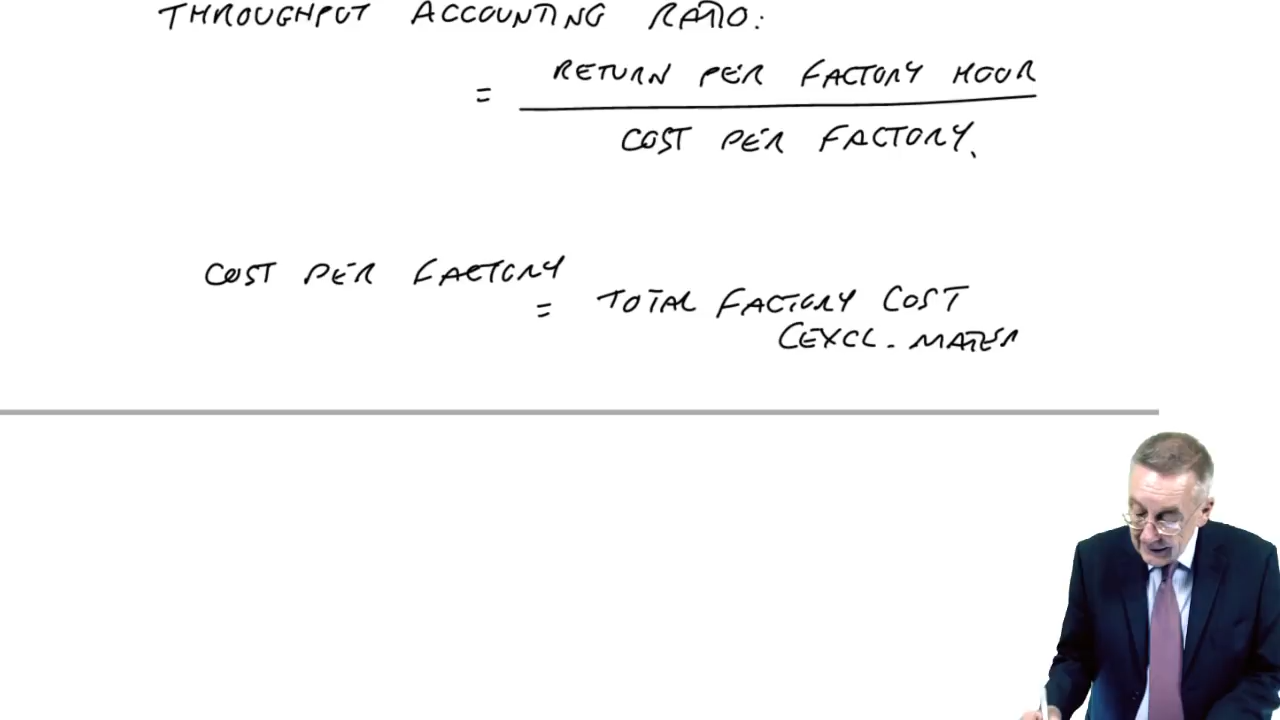 THROUGHPUT ACCOUNTING RATIO:
= RETURN PER FACTORY HOUR
COST PER FACTORY.
COST PER FACTORY
= TOTAL FACTORY COST
(EXCL. MATER